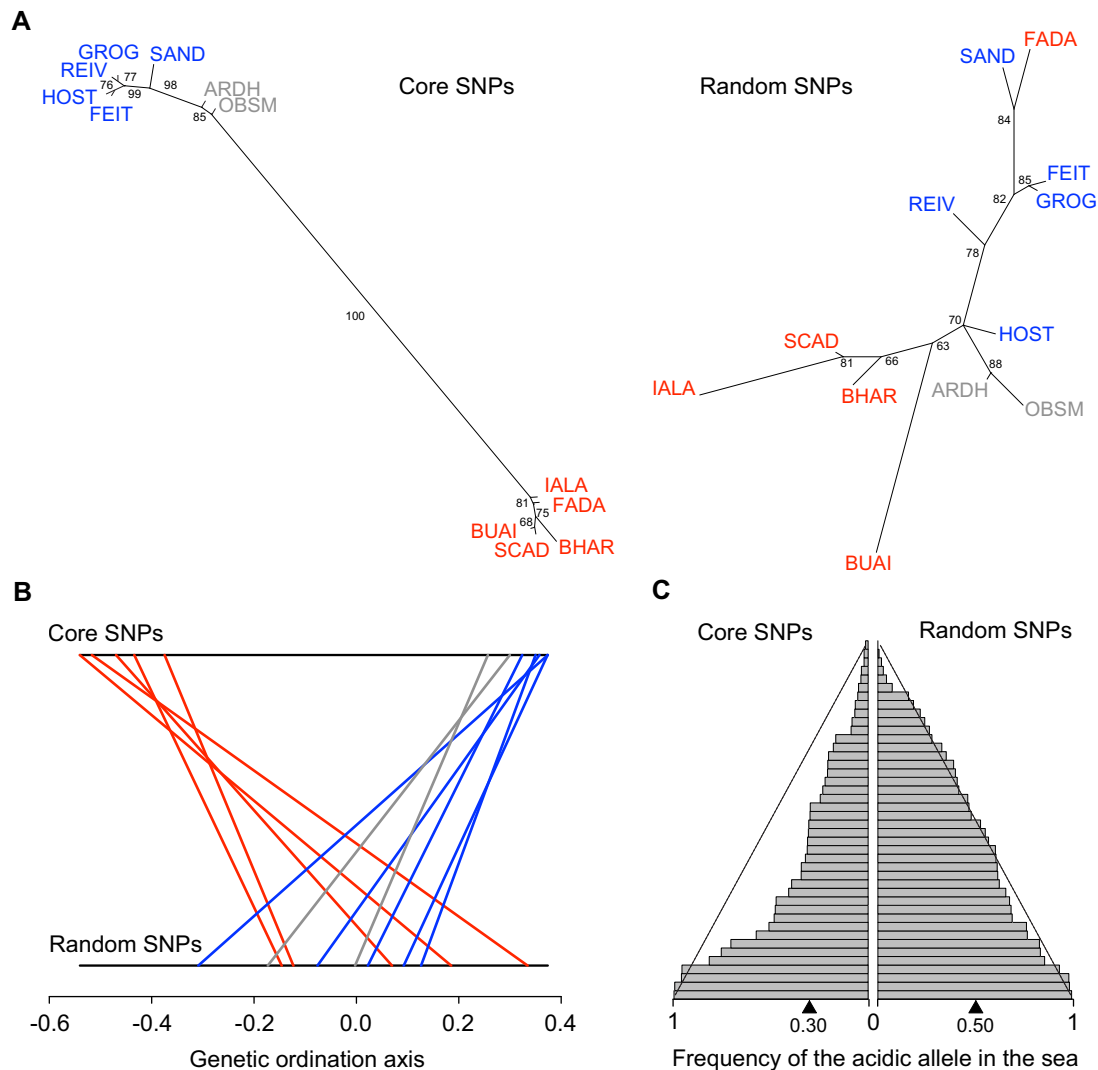 A
Core SNPs
GROG
SAND
REIV
77
76
98
HOST
99
ARDH
FEIT
OBSM
85
100
IALA
81
FADA
75
BUAI
68
SCAD
BHAR
Random SNPs
FADA
SAND
84
FEIT
85
82
GROG
REIV
78
70
HOST
SCAD
63
81
66
88
IALA
BHAR
ARDH
OBSM
BUAI
B
Core SNPs
Random SNPs
-0.6
-0.4
-0.2
0.0
0.2
0.4
Genetic ordination axis
C
Core SNPs
Random SNPs
1
0.30
0
0.50
1
Frequency of the acidic allele in the sea